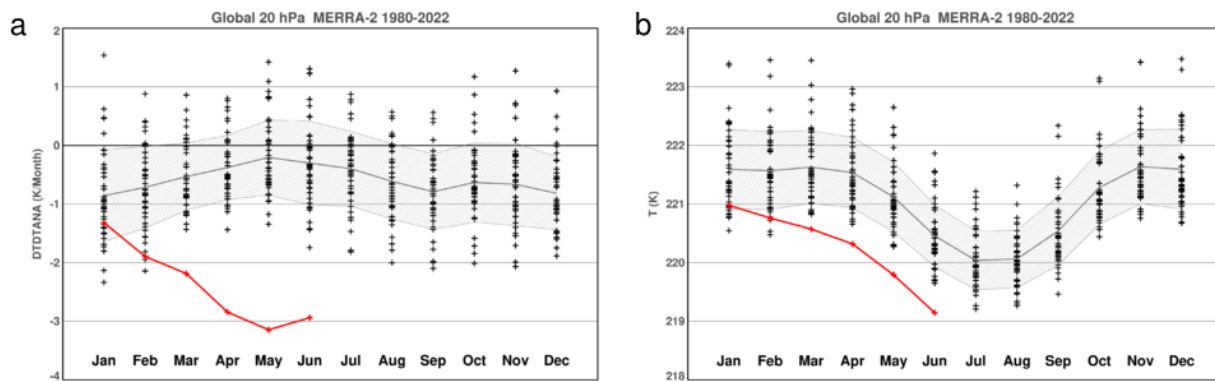 a
Global 20 hPa MERRA-2 1980-2022
DTDTANA (K/Month)
2
1
0
-1
-2
-3
-4
Jan Feb Mar Apr May Jun Jul Aug Sep Oct Nov Dec
b
Global 20 hPa MERRA-2 1980-2022
T (K)
224
223
222
221
220
219
218
Jan Feb Mar Apr May Jun Jul Aug Sep Oct Nov Dec